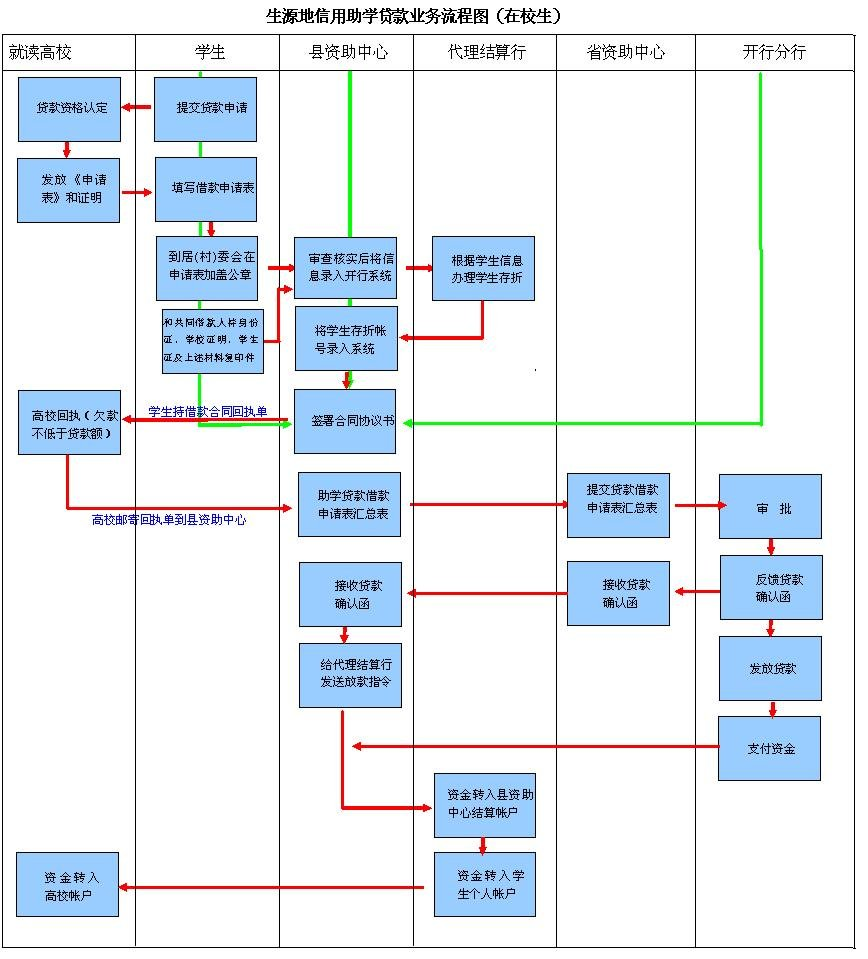 生源地信用助学贷款业务流程图（在校生）
就读高校
学生
县资助中心
代理结算行
省资助中心
开行分行
贷款资格认定
提交贷款申请
发放《申请
表》和证明
填写借款申请表
到居(村)委会在
申请表加盖公章
审查核实后将信
息录入开行系统
根据学生信息
办理学生存折
和共同借款人持身份
证、学校证明、学生
证及上述材料复印件
将学生存折帐
号录入系统
高校回执（欠款
不低于贷款额）
学生持借款合同回执单
签署合同协议书
助学贷款借款
申请表汇总表
提交贷款借款
申请表汇总表
审 批
高校邮寄回执单到县资助中心
接收贷款
确认函
接收贷款
确认函
反馈贷款
确认函
给代理结算行
发送放款指令
发放贷款
支付资金
资金转入县资助
中心结算帐户
资金转入
高校帐户
资金转入学
生个人帐户